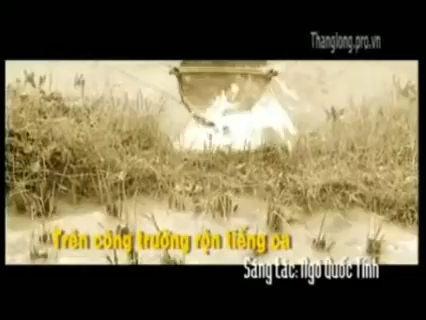 Thanglong.pro.vn
Trên công trường rộn tiếng ca
Sáng tác: Ngô Quốc Tính